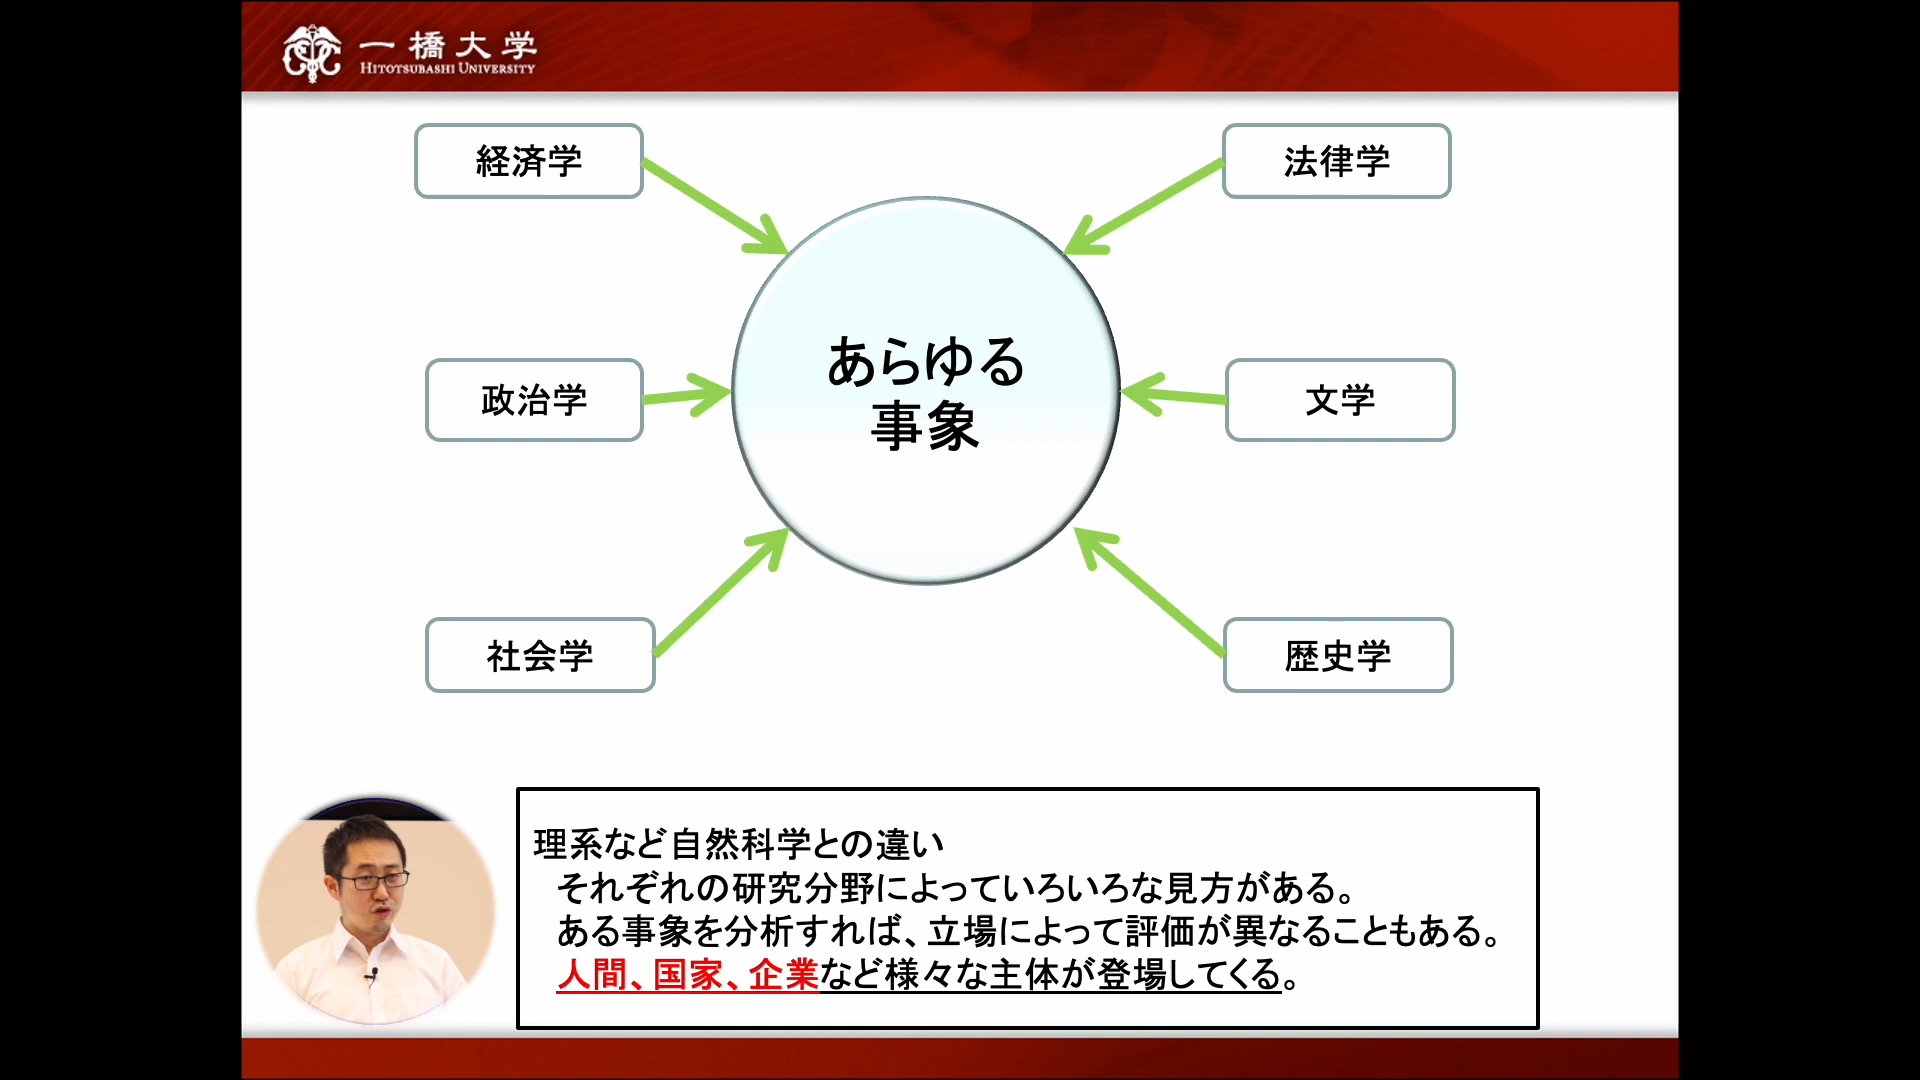 一橋大学
HITOTSUBASHI UNIVERSITY
経済学
法律学
あらゆる
事象
政治学
文学
社会学
歴史学
理系など自然科学との違い
それぞれの研究分野によっていろいろな見方がある。
ある事象を分析すれば、立場によって評価が異なることもある。
人間、国家、企業など様々な主体が登場してくる。